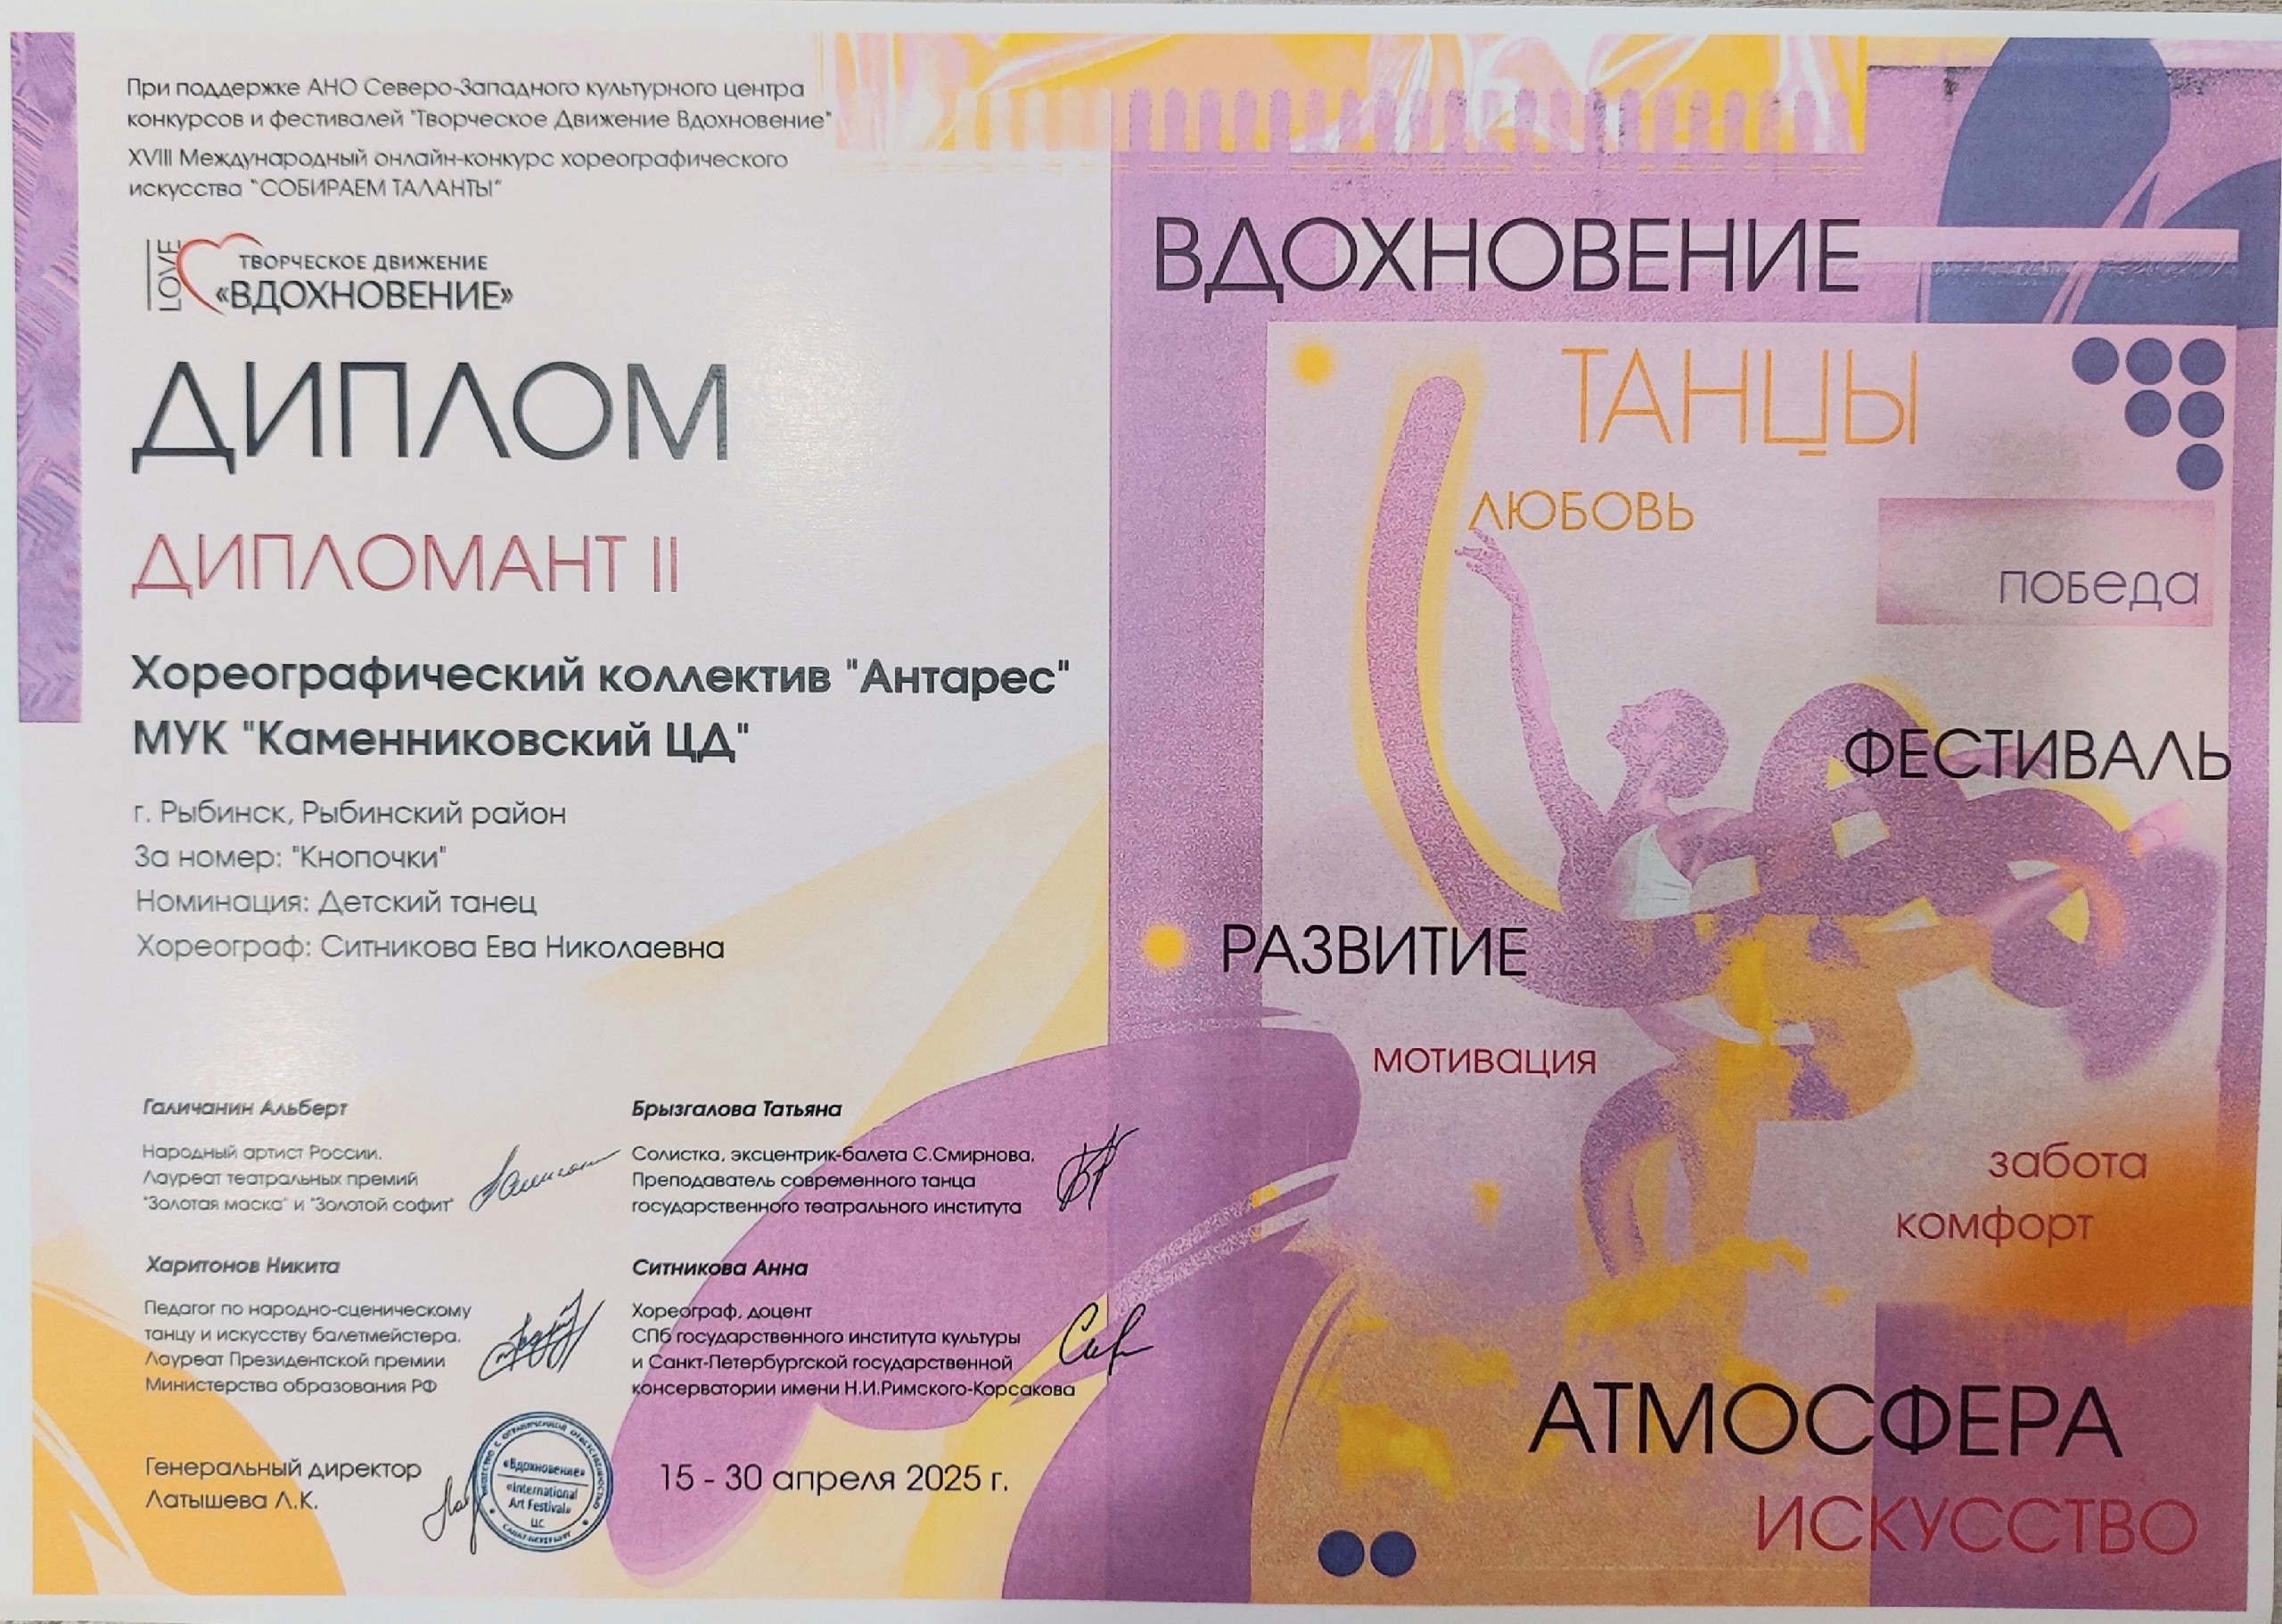 При поддержке АНО Северо-Западного культурного центра
конкурсов и фестивалей "Творческое Движение Вдохновение"
XVIII Международный онлайн-конкурс хореографического
искусства "СОБИРАЕМ ТАЛАНТЫ"
LOVE
ТВОРЧЕСКОЕ ДВИЖЕНИЕ
«ВДОХНОВЕНИЕ»
ДИПЛОМ
ДИПЛОМАНТ II
Хореографический коллектив "Антарес"
МУК "Каменниковский ЦД"
г. Рыбинск, Рыбинский район
За номер: "Кнопочки"
Номинация: Детский танец
Хореограф: Ситникова Ева Николаевна
Галичанин Альберт
Народный артист России.
Лауреат театральных премий
"Золотая маска" и "Золотой софит"
Брызгалова Татьяна
Солистка, эксцентрик-балета С.Смирнова,
Преподаватель современного танца
государственного театрального института
Харитонов Никита
Педагог по народно-сценическому
танцу и искусству балетмейстера.
Лауреат Президентской премии
Министерства образования РФ
Ситникова Анна
Хореограф, доцент
СПб государственного института культуры
и Санкт-Петербургской государственной
консерватории имени Н.И.Римского-Корсакова
Генеральный директор
Латышева Л.К.
«Вдохновение»
«International
Art Festival»
LLC
САНКТ-ПЕТЕРБУРГ
15 - 30 апреля 2025 г.
ВДОХНОВЕНИЕ
ТАНЦЫ
ЛЮБОВЬ
победа
ФЕСТИВАЛЬ
РАЗВИТИЕ
МОТИВАЦИЯ
забота
комфорт
АТМОСФЕРА
ИСКУССТВО